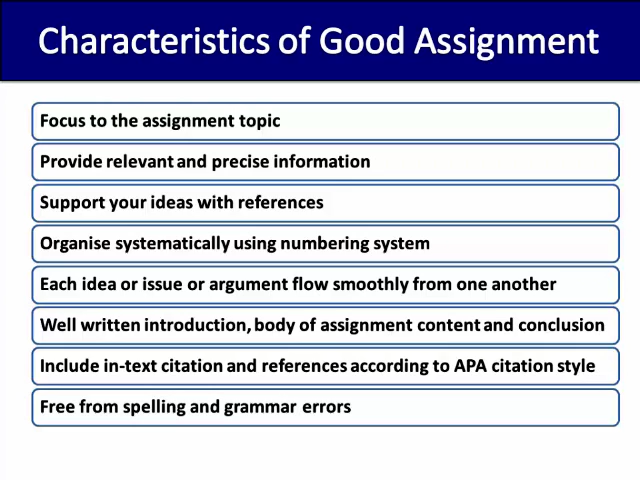 Characteristics of Good Assignment
Focus to the assignment topic
Provide relevant and precise information
Support your ideas with references
Organise systematically using numbering system
Each idea or issue or argument flow smoothly from one another
Well written introduction, body of assignment content and conclusion
Include in-text citation and references according to APA citation style
Free from spelling and grammar errors